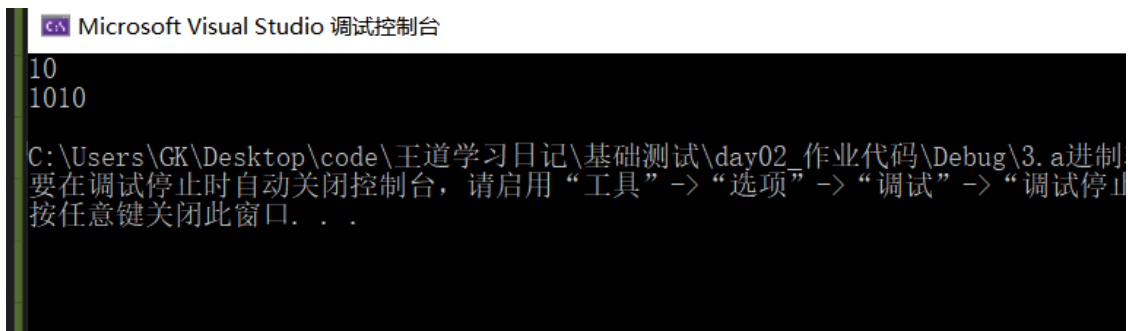 Microsoft Visual Studio 调试控制台
10
1010
C:\Users\GK\Desktop\code\王道学习日记\基础测试\day02_作业代码\Debug\3.a进制
要在调试停止时自动关闭控制台，请启用“工具”->“选项”->“调试”->“调试停止
按任意键关闭此窗口. . .